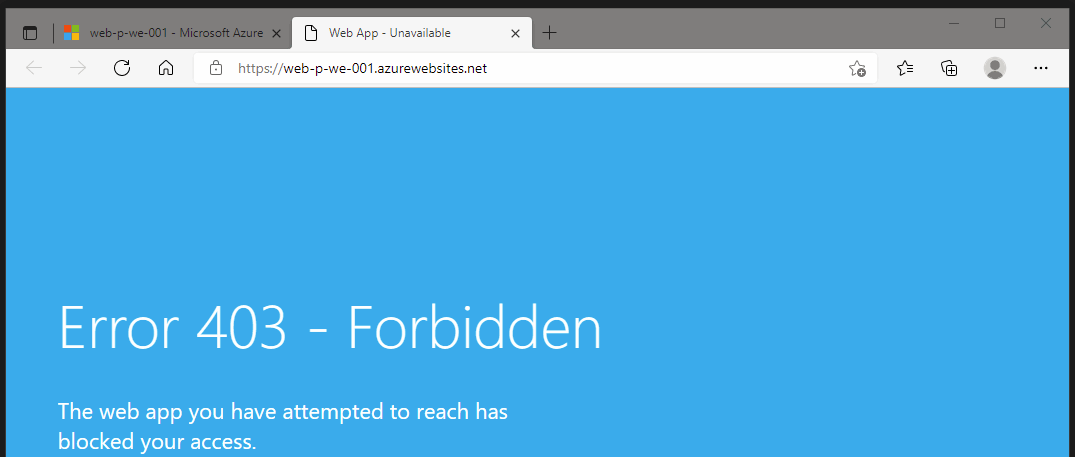 web-p-we-001 - Microsoft Azure
Web App - Unavailable
https://web-p-we-001.azurewebsites.net
Error 403 - Forbidden
The web app you have attempted to reach has
blocked your access.